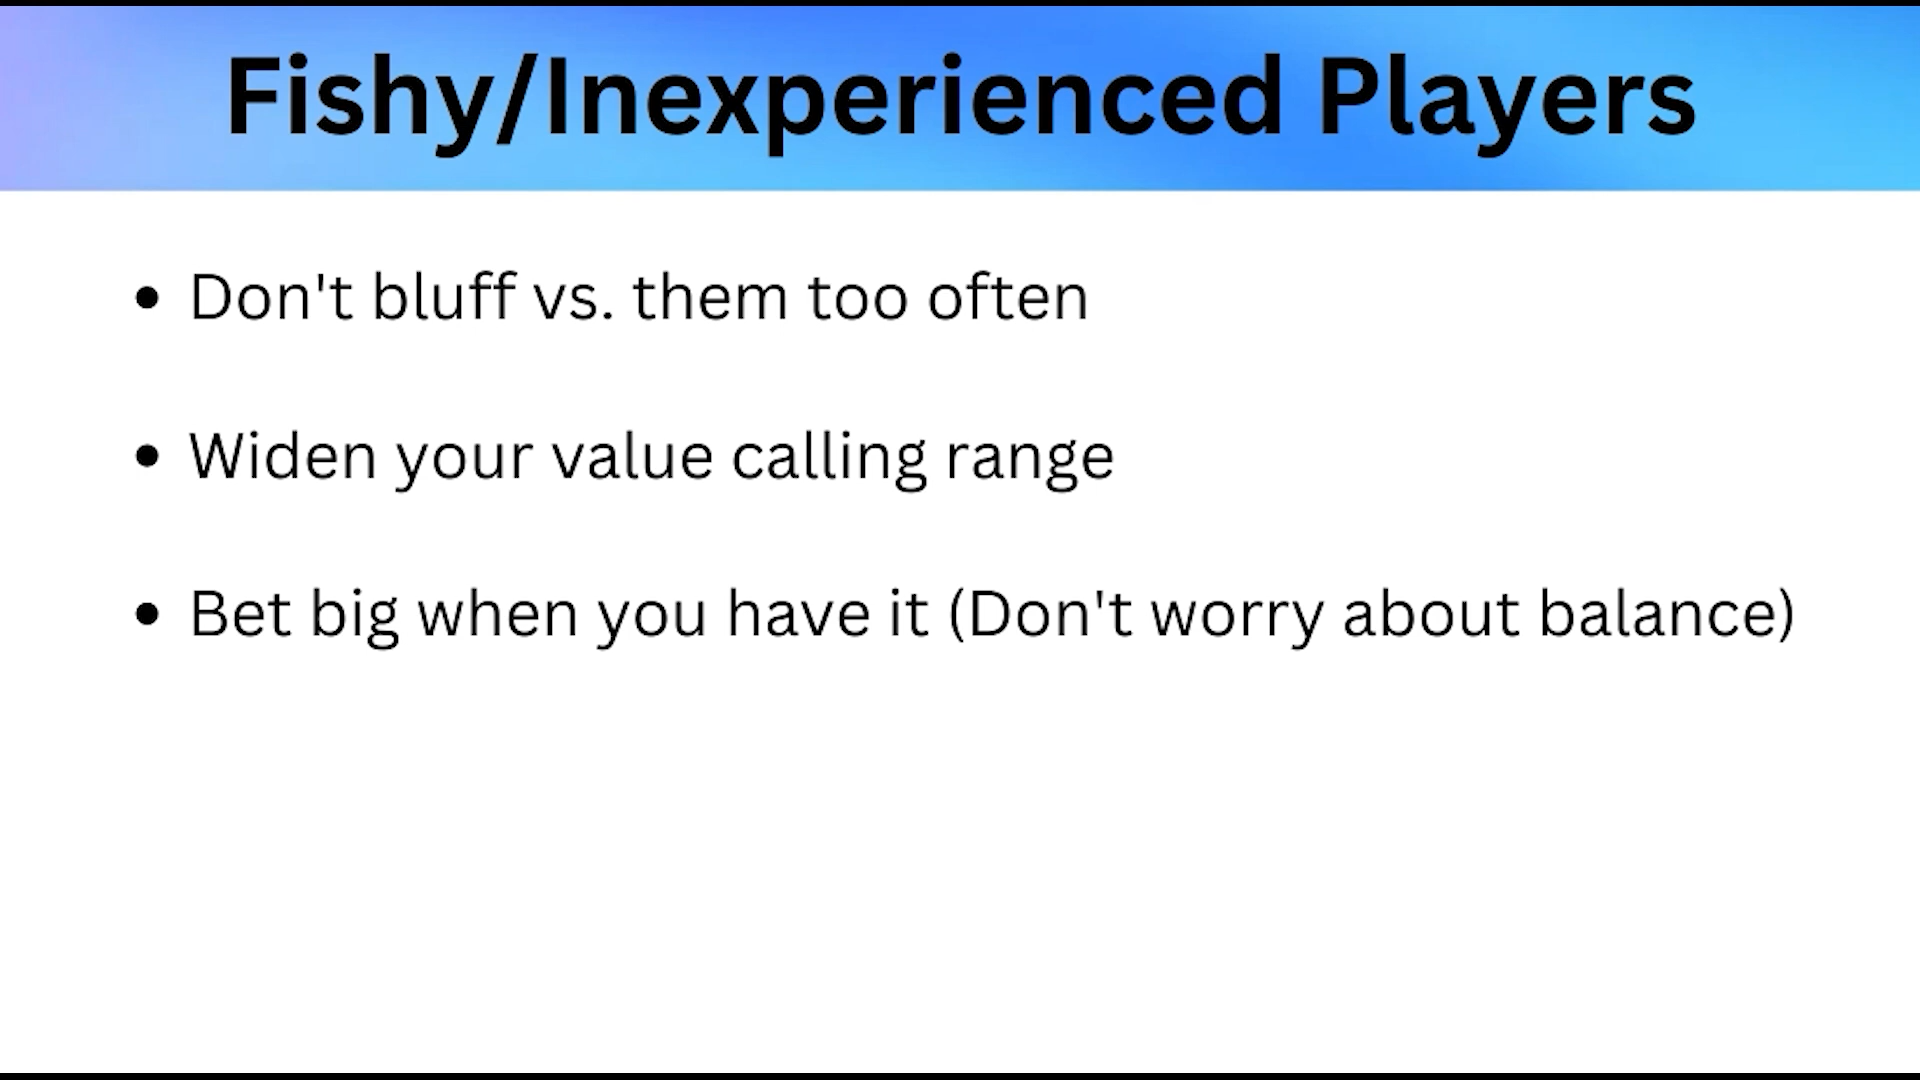 Fishy/Inexperienced Players
• Don't bluff vs. them too often
• Widen your value calling range
• Bet big when you have it (Don't worry about balance)